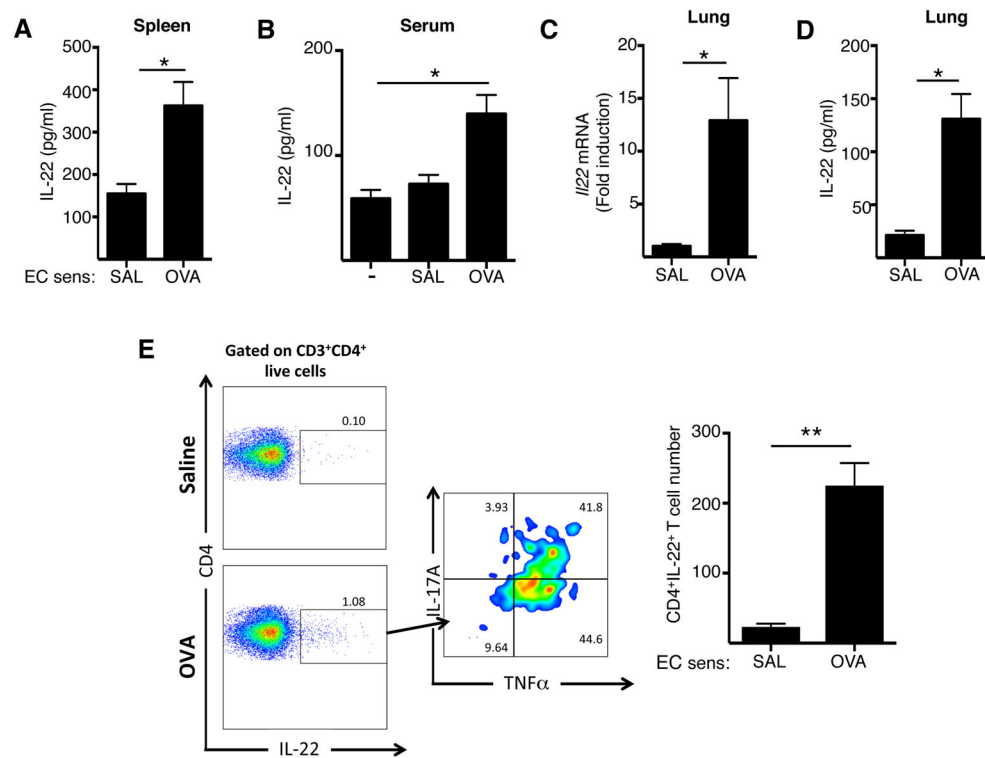 A
Spleen
IL-22 (pg/ml)
500
400
300
200
100
*
EC sens:
SAL
OVA
B
Serum
IL-22 (pg/ml)
200
100
*
-
SAL
OVA
C
Lung
Il22 mRNA
(Fold induction)
20
15
10
5
*
SAL
OVA
D
Lung
IL-22 (pg/ml)
200
150
100
50
*
SAL
OVA
E
Gated on CD3⁺CD4⁺
live cells
Saline
0.10
CD4
OVA
1.08
IL-22
IL-17A
3.93
41.8
9.64
44.6
TNFα
CD4⁺IL-22⁺ T cell number
300
200
100
**
EC sens:
SAL
OVA